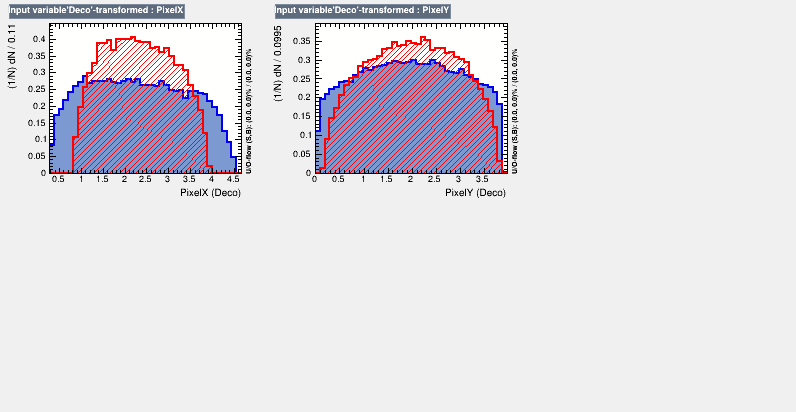 Input variable'Deco'-transformed : PixelX
(1/N) dN / 0.11
0.4
0.35
0.3
0.25
0.2
0.15
0.1
0.05
0
0.5 1 1.5 2 2.5 3 3.5 4 4.5
PixelX (Deco)
U/O-flow (S,B): (0.0, 0.0)% / (0.0, 0.0)%
Input variable'Deco'-transformed : PixelY
(1/N) dN / 0.0995
0.35
0.3
0.25
0.2
0.15
0.1
0.05
0
0 0.5 1 1.5 2 2.5 3 3.5
PixelY (Deco)
U/O-flow (S,B): (0.0, 0.0)% / (0.0, 0.0)%